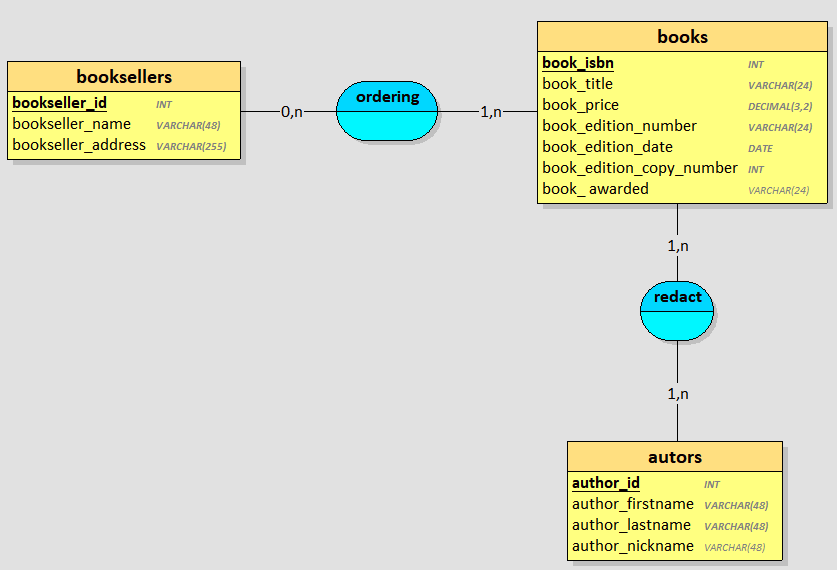 booksellers
bookseller_id INT
bookseller_name VARCHAR(48)
bookseller_address VARCHAR(255)
0,n
ordering
1,n
books
book_isbn INT
book_title VARCHAR(24)
book_price DECIMAL(3,2)
book_edition_number VARCHAR(24)
book_edition_date DATE
book_edition_copy_number INT
book_ awarded VARCHAR(24)
1,n
redact
1,n
autors
author_id INT
author_firstname VARCHAR(48)
author_lastname VARCHAR(48)
author_nickname VARCHAR(48)